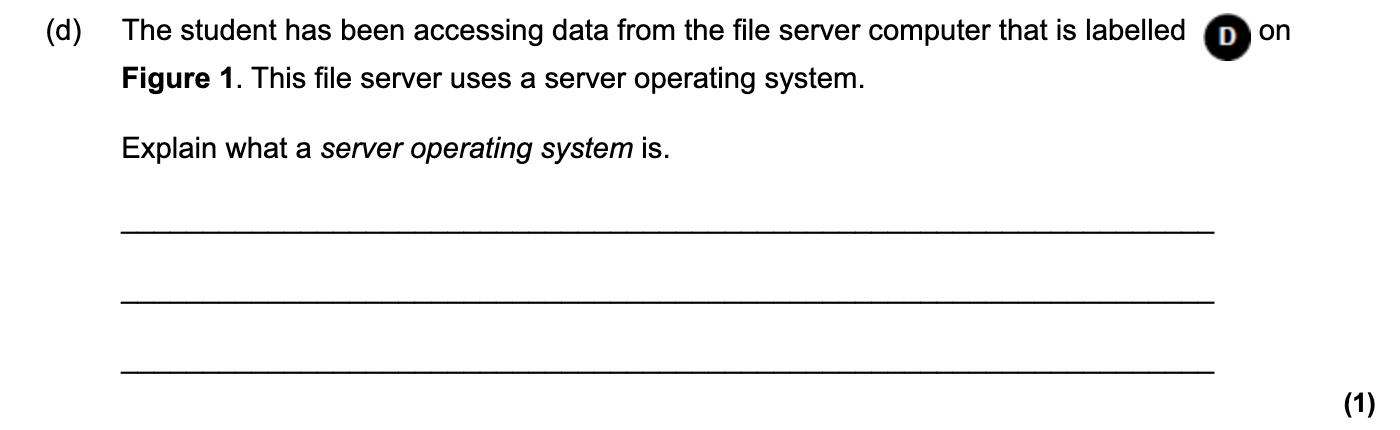 (d) The student has been accessing data from the file server computer that is labelled D on
Figure 1. This file server uses a server operating system.
Explain what a server operating system is.
(1)